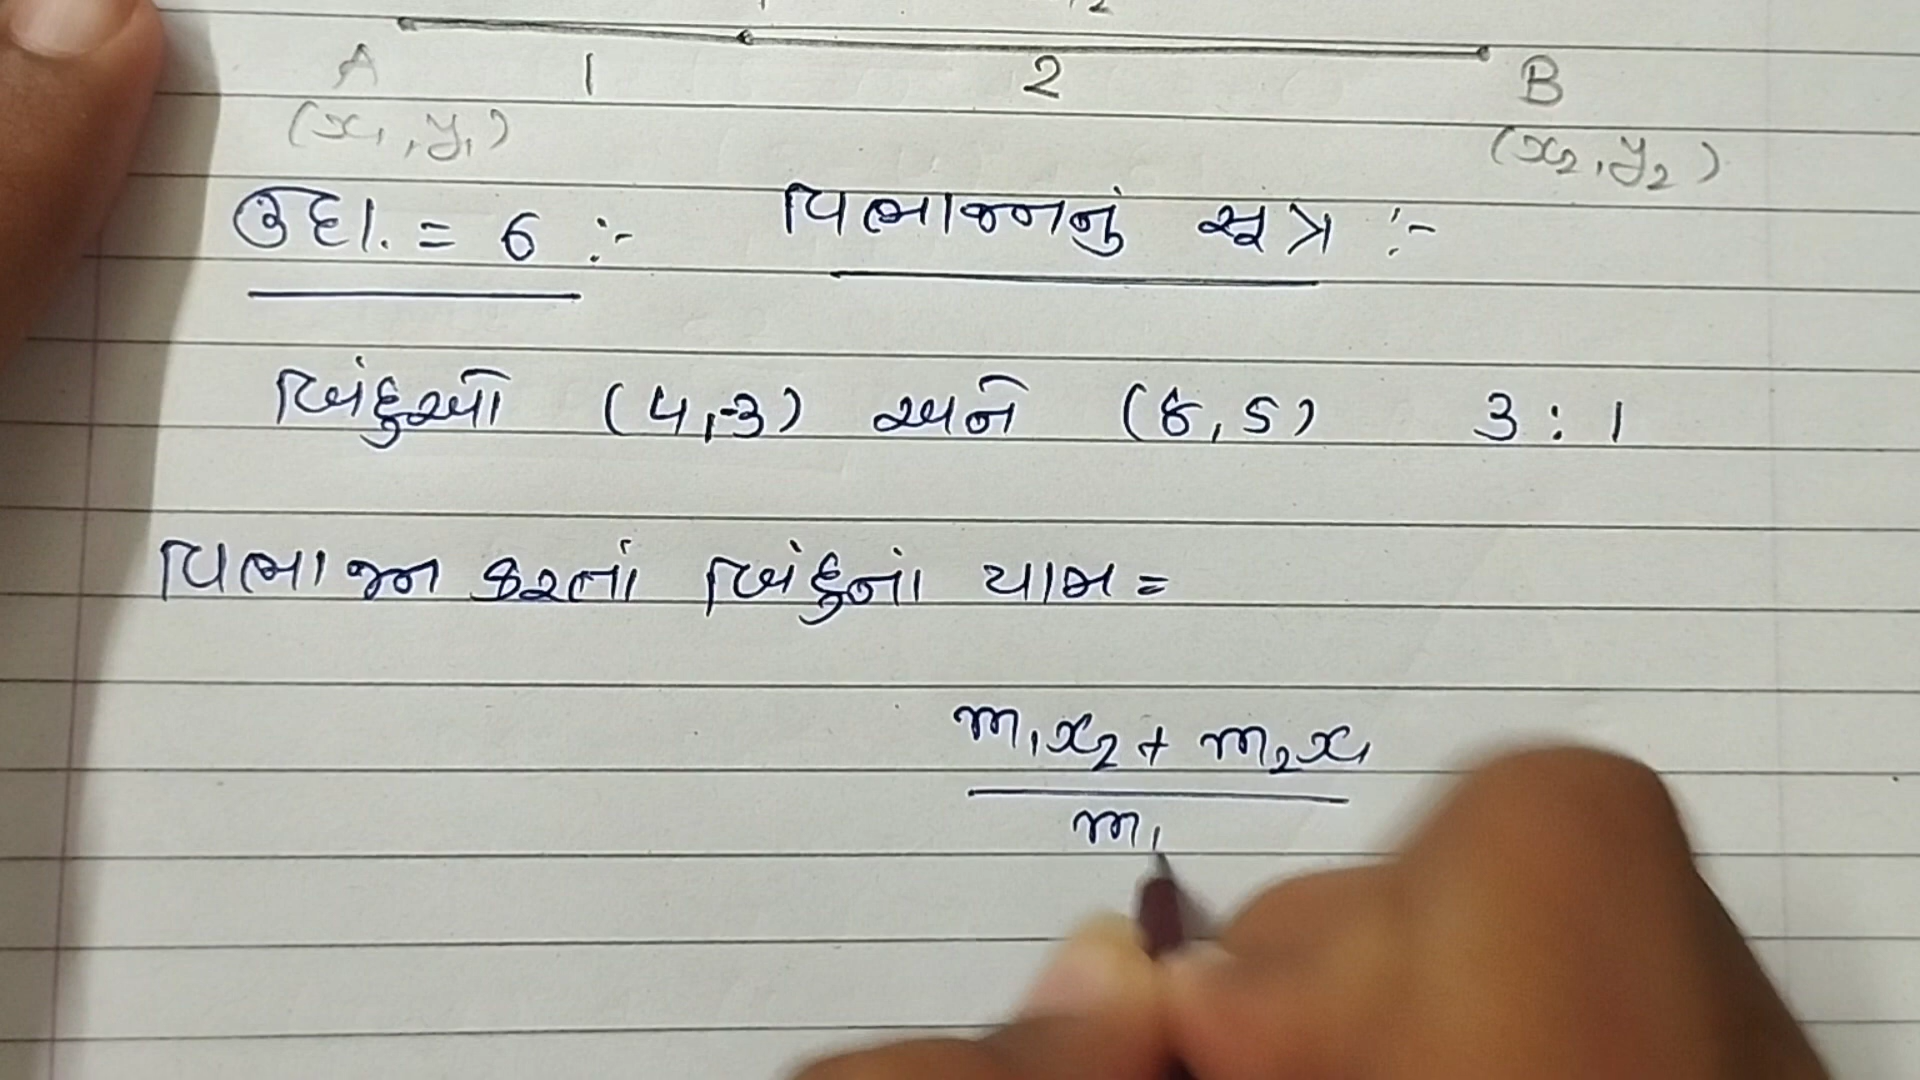 A 1 2 B
(x₁, y₁) (x₂, y₂)
ઉદા. = 6 :- વિભાજનનું સૂત્ર :-
બિંદુઓ (4,-3) અને (8,5) 3 : 1
વિભાજન કરતાં બિંદુનાં યામ =
m₁x₂ + m₂x₁
m₁